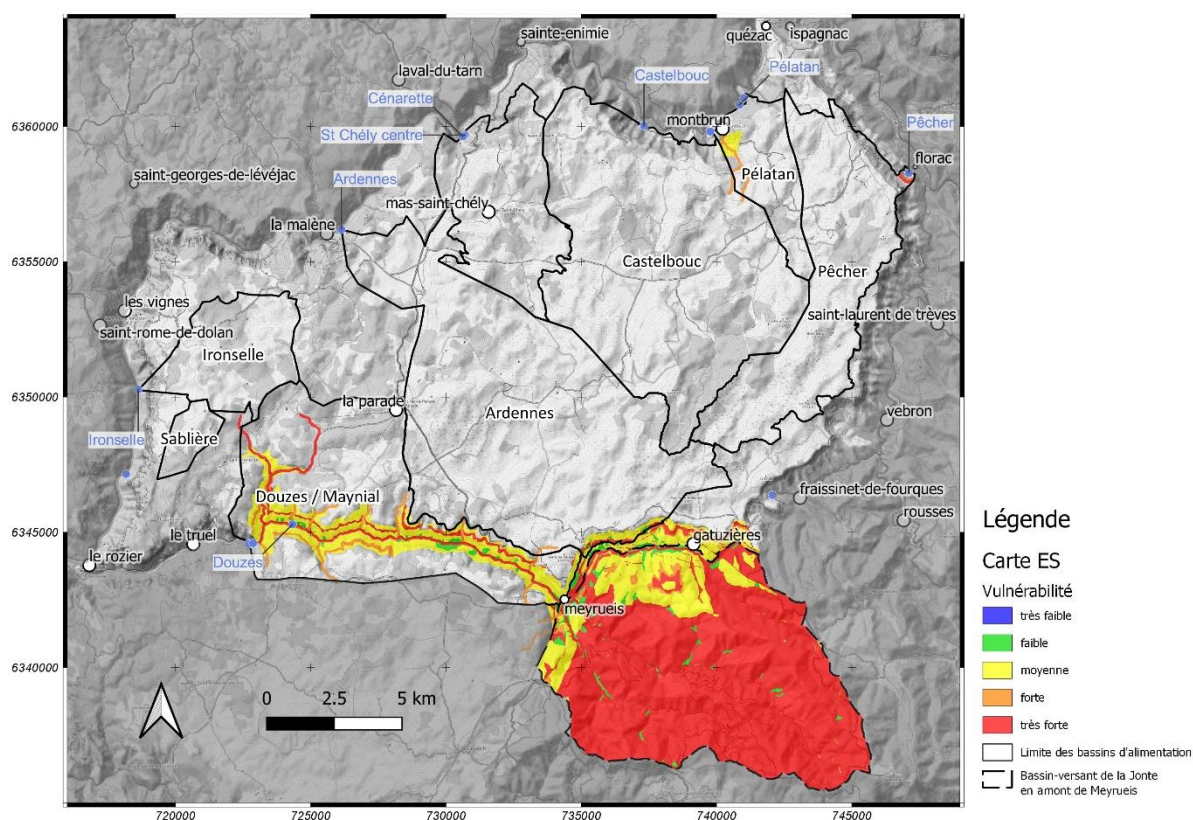 sainte-enimie
quézac
ispagnac
laval-du-tarn
Cénarette
Castelbouc
Pélatan
6360000
St Chély centre
montbrun
Pêcher
florac
saint-georges-de-lévéjac
Ardennes
mas-saint-chély
Pélatan
la malène
6355000
Castelbouc
Pêcher
les vignes
saint-laurent de trèves
saint-rome-de-dolan
Ironselle
6350000
la parade
Ardennes
vebron
Sablière
Ironselle
Douzes / Maynial
fraissinet-de-fourques
rousses
6345000
le truel
gatuzières
le rozier
Douzes
meyrueis
6340000
0 2.5 5 km
720000 725000 730000 735000 740000 745000
Légende
Carte ES
Vulnérabilité
très faible
faible
moyenne
forte
très forte
Limite des bassins d'alimentation
Bassin-versant de la Jonte
en amont de Meyrueis